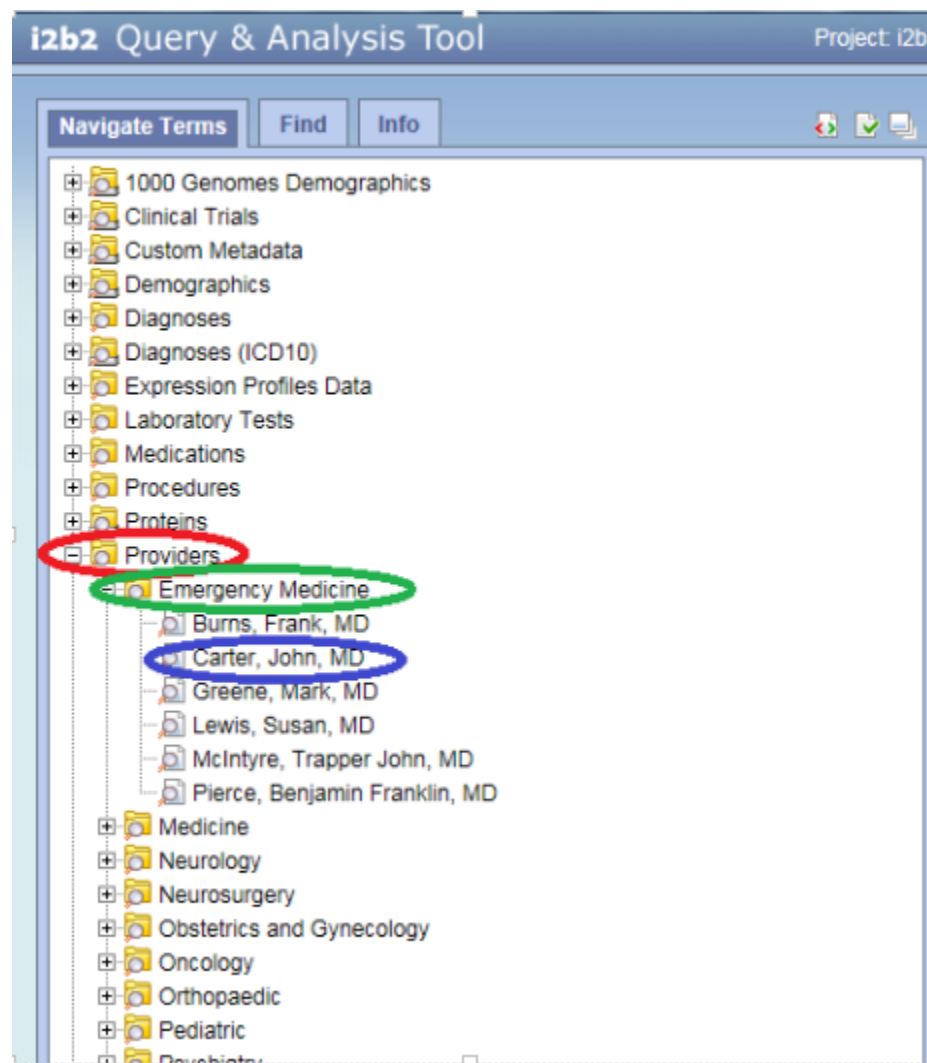 i2b2 Query & Analysis Tool Project: i2b
Navigate Terms Find Info
1000 Genomes Demographics
Clinical Trials
Custom Metadata
Demographics
Diagnoses
Diagnoses (ICD10)
Expression Profiles Data
Laboratory Tests
Medications
Procedures
Proteins
Providers
Emergency Medicine
Burns, Frank, MD
Carter, John, MD
Greene, Mark, MD
Lewis, Susan, MD
McIntyre, Trapper John, MD
Pierce, Benjamin Franklin, MD
Medicine
Neurology
Neurosurgery
Obstetrics and Gynecology
Oncology
Orthopaedic
Pediatric
Psychiatry